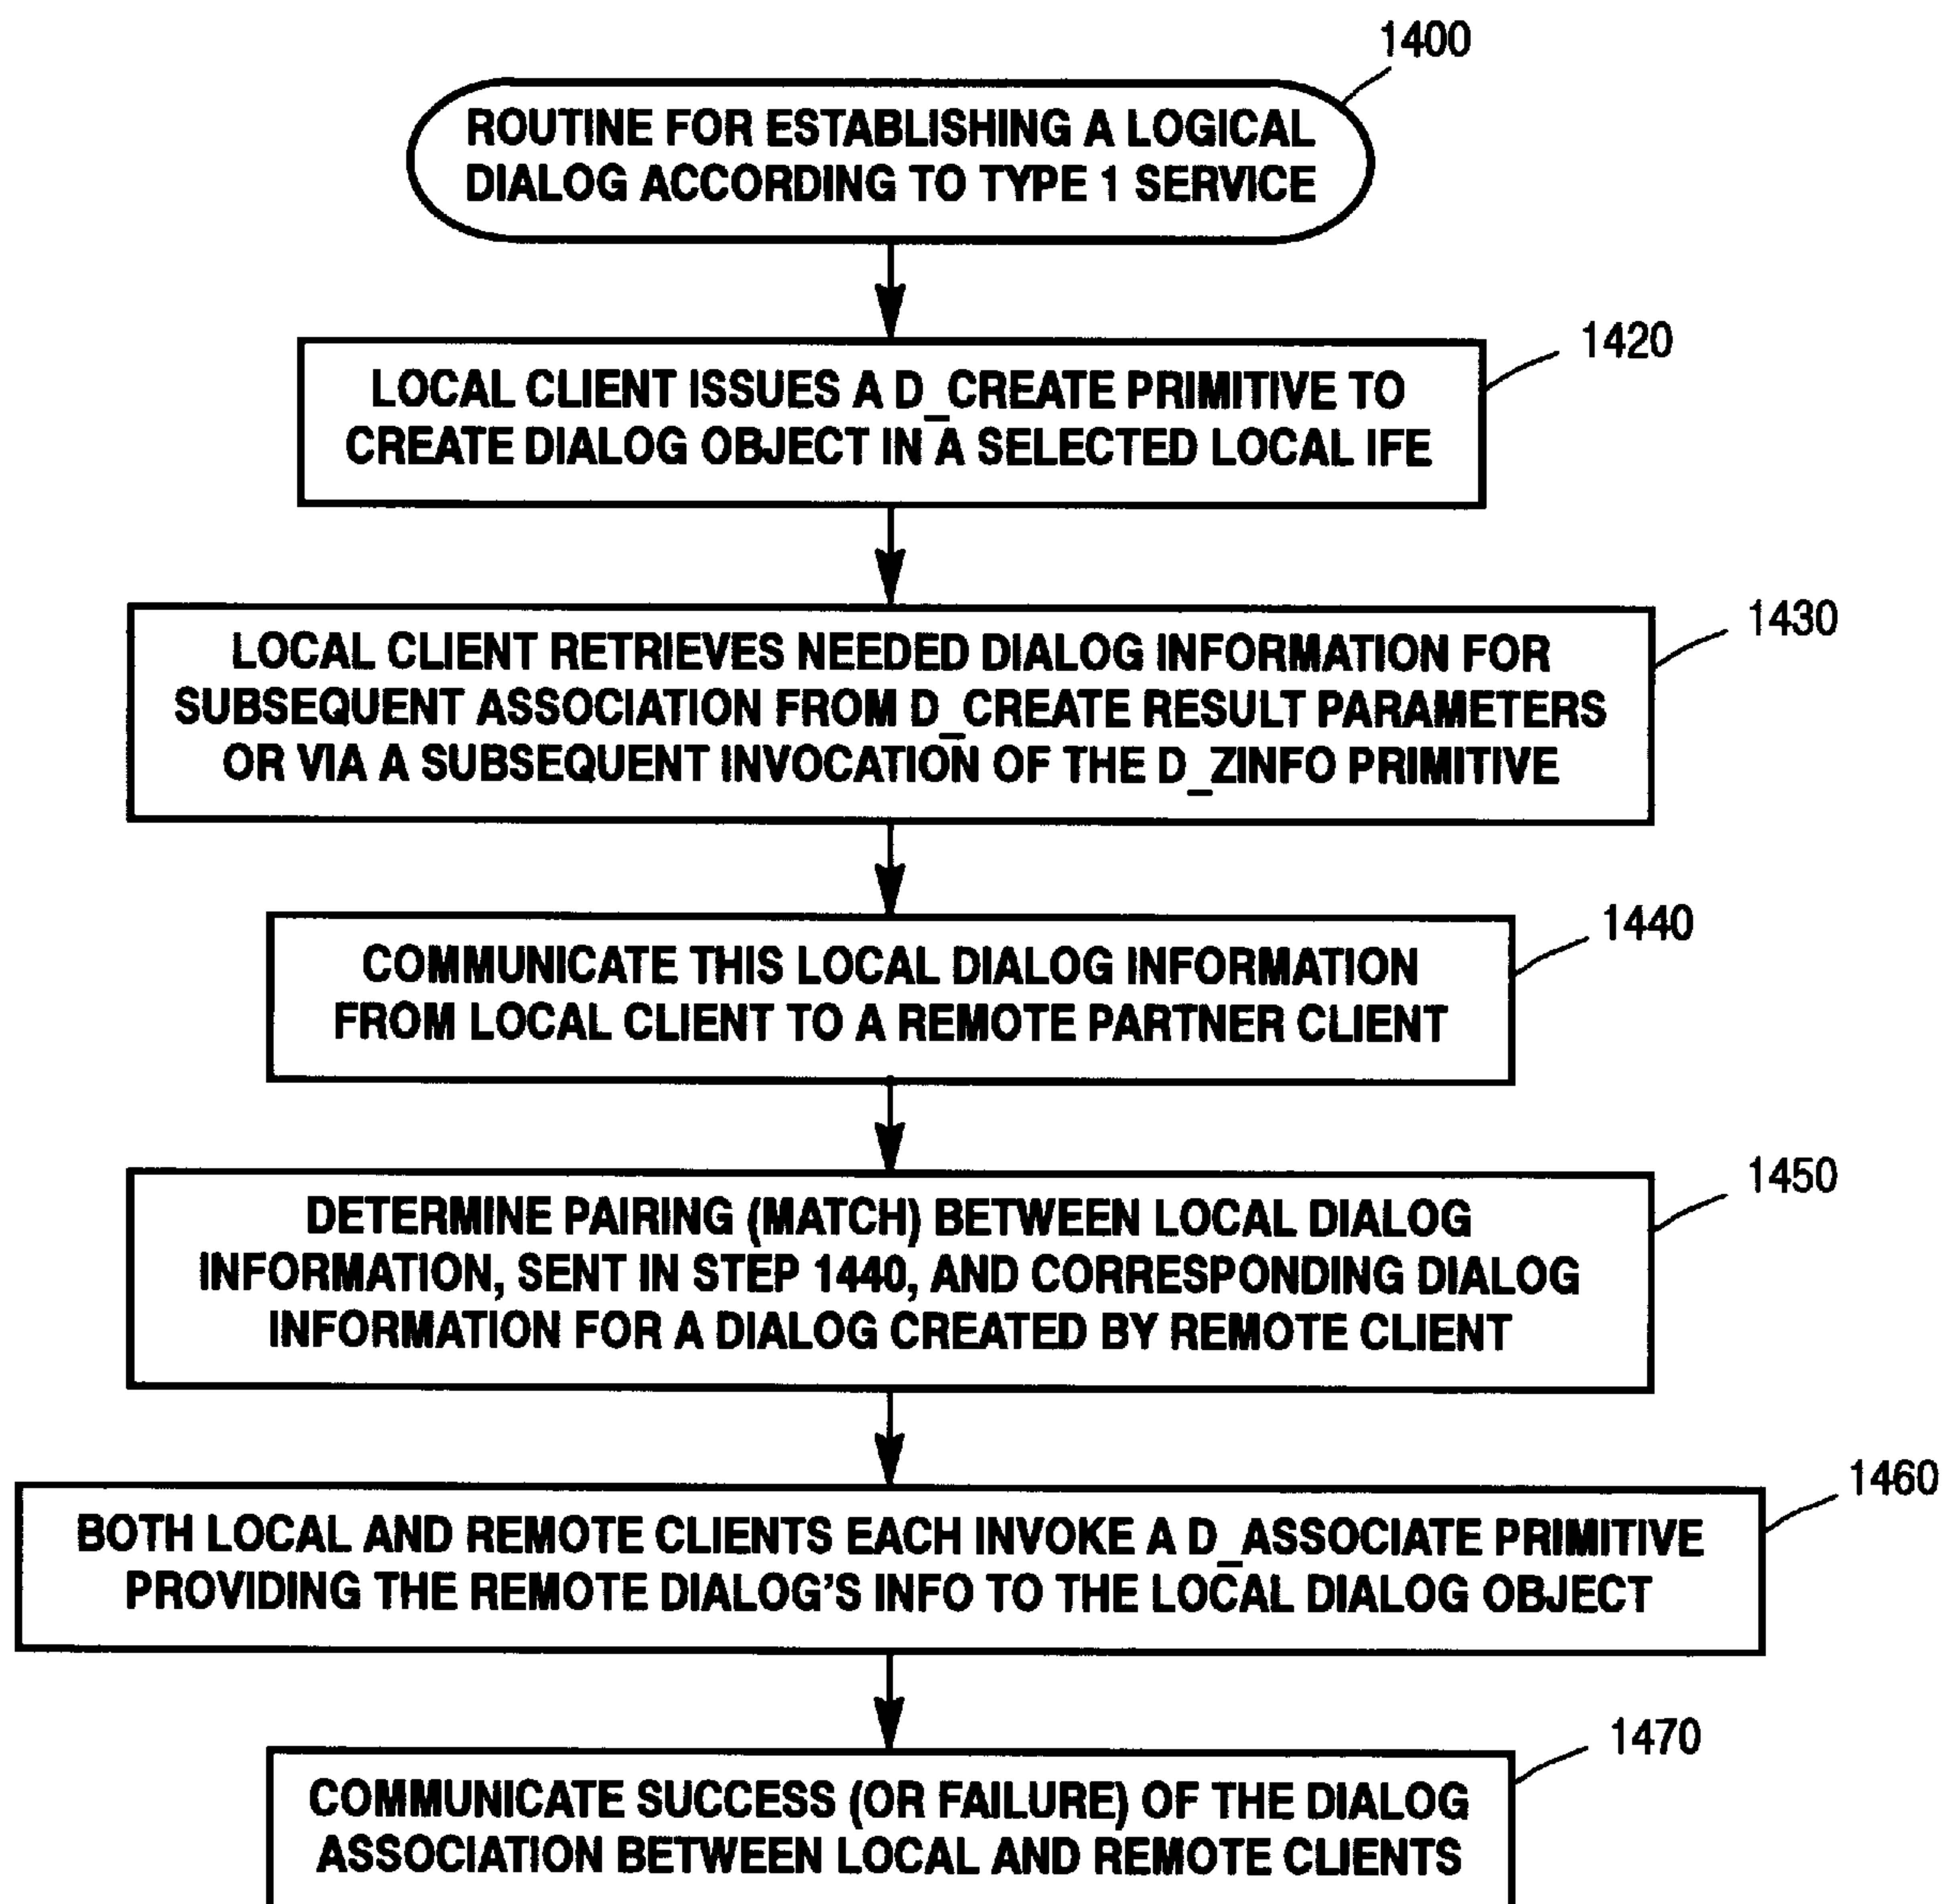 1400
ROUTINE FOR ESTABLISHING A LOGICAL
DIALOG ACCORDING TO TYPE 1 SERVICE
1420
LOCAL CLIENT ISSUES A D_CREATE PRIMITIVE TO
CREATE DIALOG OBJECT IN A SELECTED LOCAL IFE
1430
LOCAL CLIENT RETRIEVES NEEDED DIALOG INFORMATION FOR
SUBSEQUENT ASSOCIATION FROM D_CREATE RESULT PARAMETERS
OR VIA A SUBSEQUENT INVOCATION OF THE D_ZINFO PRIMITIVE
1440
COMMUNICATE THIS LOCAL DIALOG INFORMATION
FROM LOCAL CLIENT TO A REMOTE PARTNER CLIENT
1450
DETERMINE PAIRING (MATCH) BETWEEN LOCAL DIALOG
INFORMATION, SENT IN STEP 1440, AND CORRESPONDING DIALOG
INFORMATION FOR A DIALOG CREATED BY REMOTE CLIENT
1460
BOTH LOCAL AND REMOTE CLIENTS EACH INVOKE A D_ASSOCIATE PRIMITIVE
PROVIDING THE REMOTE DIALOG'S INFO TO THE LOCAL DIALOG OBJECT
1470
COMMUNICATE SUCCESS (OR FAILURE) OF THE DIALOG
ASSOCIATION BETWEEN LOCAL AND REMOTE CLIENTS